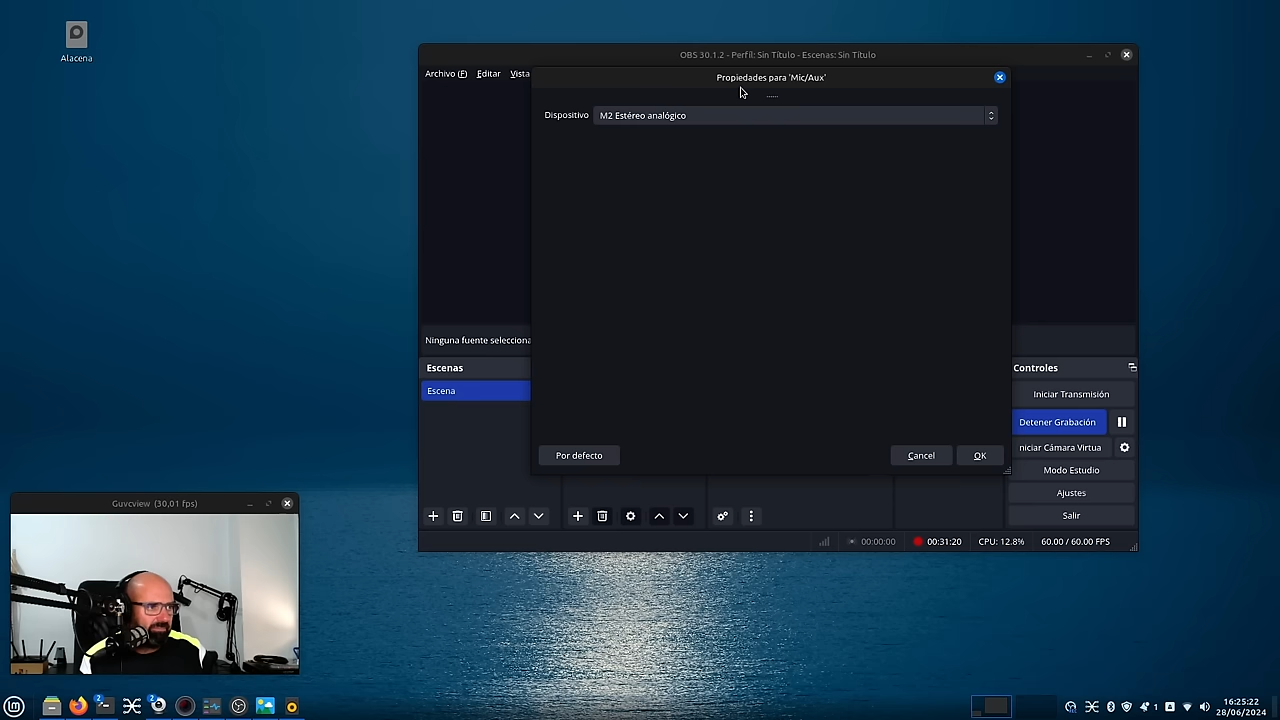 Alacena
OBS 30.1.2 - Perfil: Sin Título - Escenas: Sin Título
Archivo (F) Editar Vista
Propiedades para 'Mic/Aux'
Dispositivo M2 Estéreo analógico
Ninguna fuente selecciona
Escenas
Escena
Controles
Iniciar Transmisión
Detener Grabación
niciar Cámara Virtua
Modo Estudio
Ajustes
Salir
Por defecto Cancel OK
00:00:00 00:31:20 CPU: 12.8% 60.00 / 60.00 FPS
Guvcview (30,01 fps)
2
2
1
16:25:22
28/06/2024